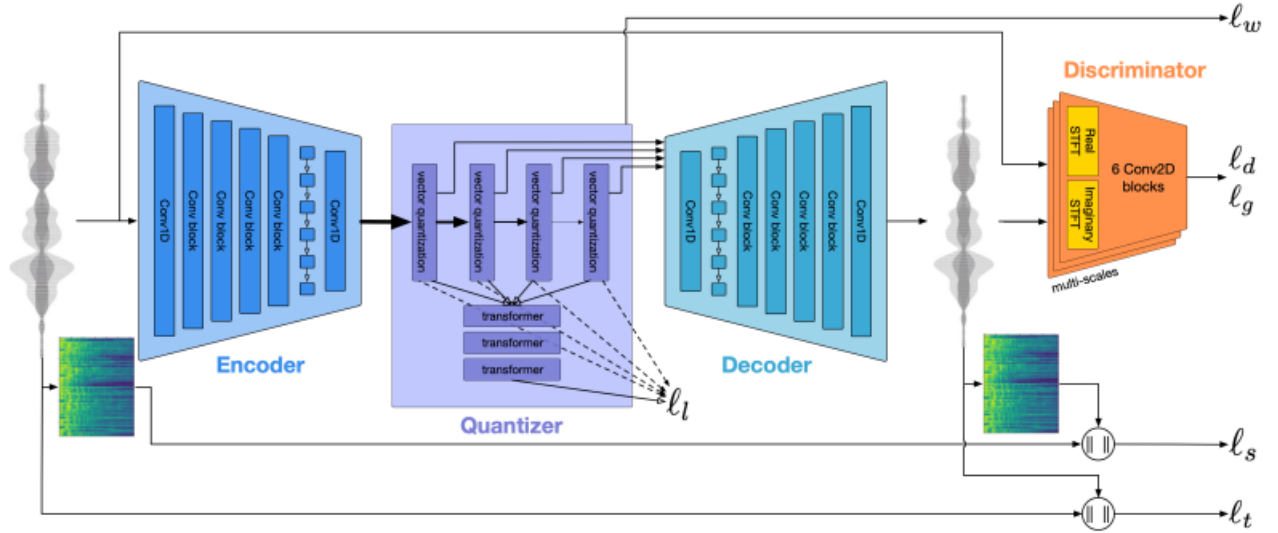 ℓw
Discriminator
Real STFT
Imaginary STFT
6 Conv2D
blocks
multi-scales
ℓd
ℓg
Conv1D
Conv block
Conv block
Conv block
Conv block
Conv1D
Encoder
vector quantization
vector quantization
vector quantization
vector quantization
transformer
transformer
transformer
Quantizer
ℓl
Conv1D
Conv block
Conv block
Conv block
Conv block
Conv1D
Decoder
|| ||
ℓs
|| ||
ℓt